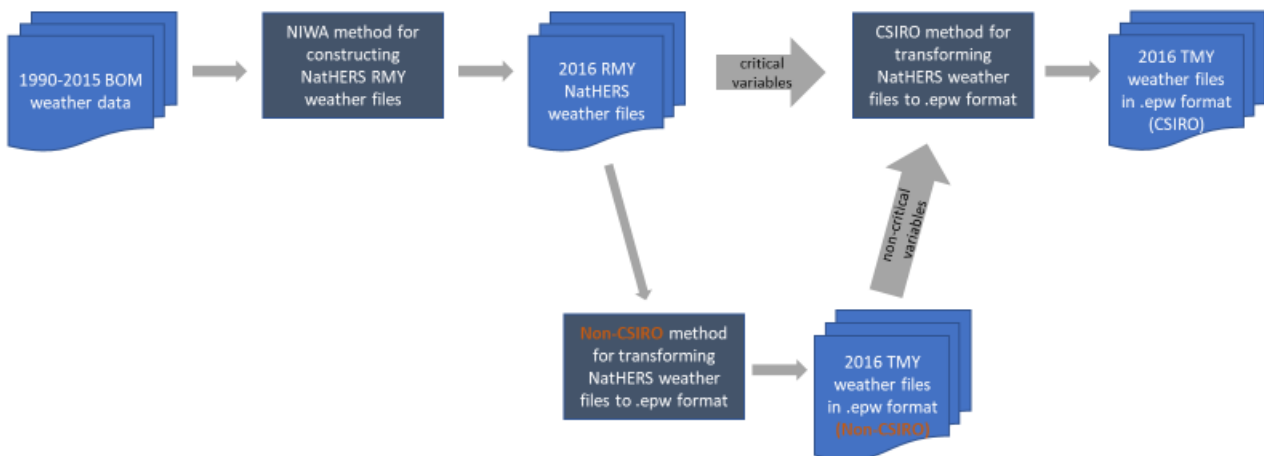 1990-2015 BOM
weather data
NIWA method for
constructing
NatHERS RMY
weather files
2016 RMY
NatHERS
weather files
critical
variables
CSIRO method for
transforming
NatHERS weather
files to .epw format
2016 TMY
weather files
in .epw format
(CSIRO)
non-critical
variables
Non-CSIRO method
for transforming
NatHERS weather
files to .epw format
2016 TMY
weather files
in .epw format
(Non-CSIRO)